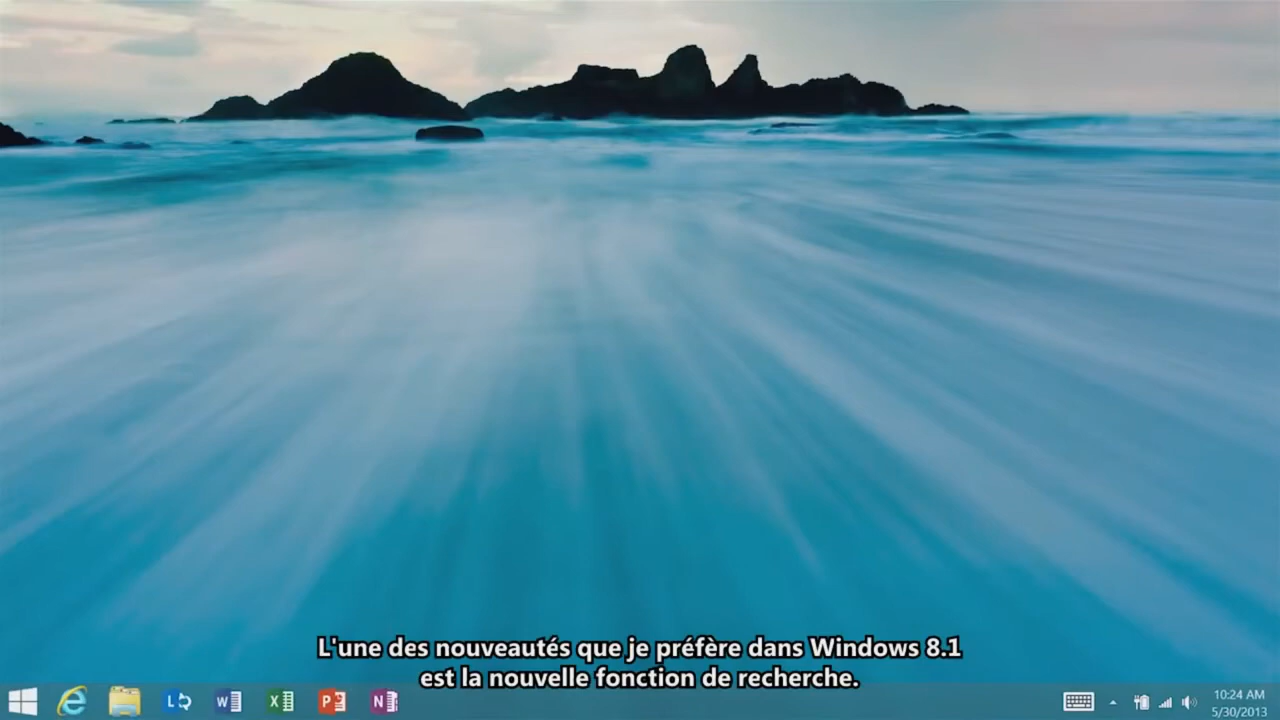 L'une des nouveautés que je préfère dans Windows 8.1
est la nouvelle fonction de recherche.
10:24 AM
5/30/2013